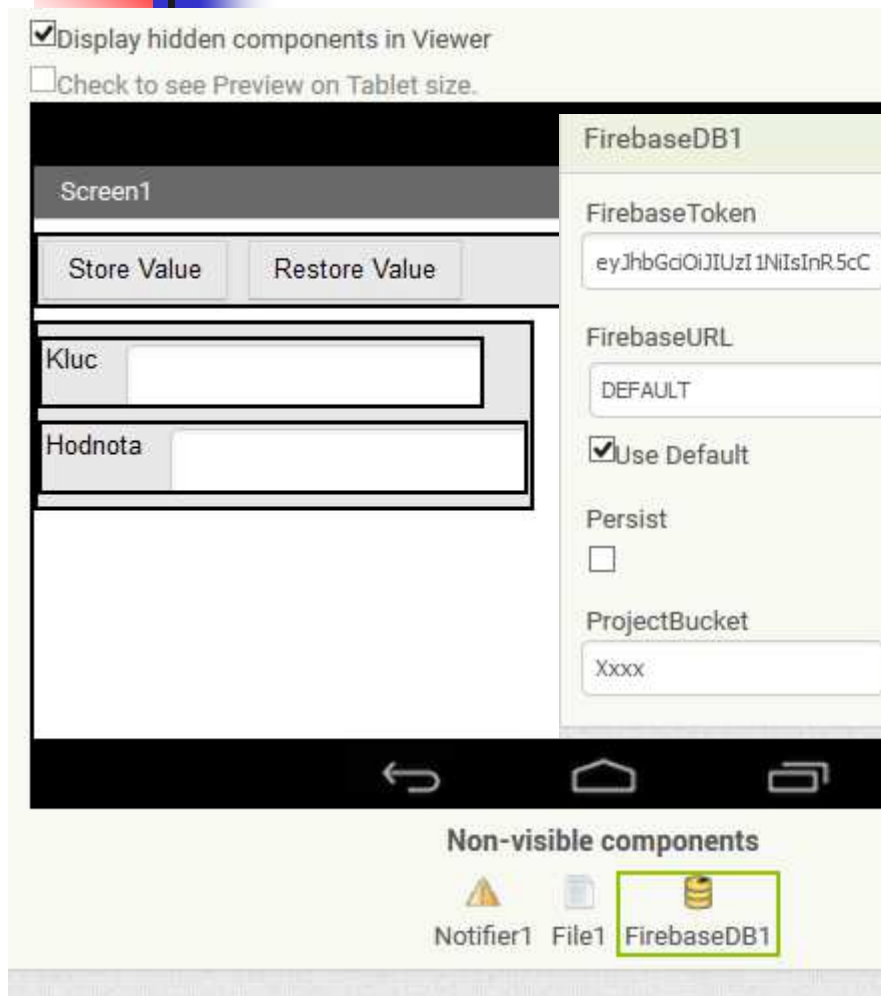 Display hidden components in Viewer
Check to see Preview on Tablet size.
Screen1
Store Value Restore Value
Kluc
Hodnota
FirebaseDB1
FirebaseToken
eyJhbGciOiJIUzI1NiIsInR5cC
FirebaseURL
DEFAULT
Use Default
Persist
ProjectBucket
Xxxx
Non-visible components
Notifier1 File1 FirebaseDB1